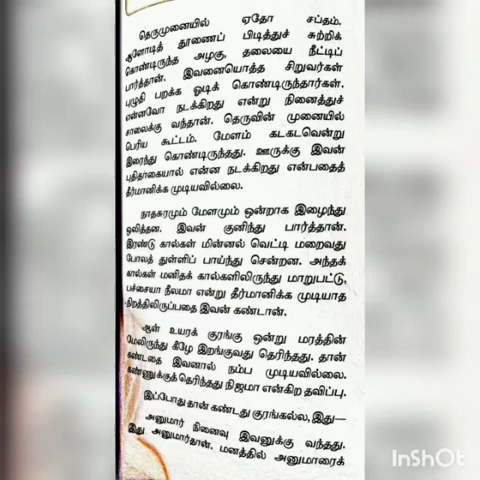 தெருமுனையில் ஏதோ சப்தம்.
ஆளோடித் தூணைப் பிடித்துச் சுற்றிக்
கொண்டிருந்த அழகு, தலையை நீட்டிப்
பார்த்தான். இவனையொத்த சிறுவர்கள்
புழுதி பறக்க ஓடிக் கொண்டிருந்தார்கள்.
என்னவோ நடக்கிறது என்று நினைத்துச்
சாலைக்கு வந்தான். தெருவின் முனையில்
பெரிய கூட்டம். மேளம் கடகடவென்று
இரைந்து கொண்டிருந்தது. ஊருக்கு இவன்
புதிதாகையால் என்ன நடக்கிறது என்பதைத்
தீர்மானிக்க முடியவில்லை.
நாதசுரமும் மேளமும் ஒன்றாக இழைந்து
ஒலித்தன. இவன் குனிந்து பார்த்தான்.
இரண்டு கால்கள் மின்னல் வெட்டி மறைவது
போலத் துள்ளிப் பாய்ந்து சென்றன. அந்தக்
கால்கள் மனிதக் கால்களிலிருந்து மாறுபட்டு,
பச்சையா நீலமா என்று தீர்மானிக்க முடியாத
நிறத்திலிருப்பதை இவன் கண்டான்.
ஆள் உயரக் குரங்கு ஒன்று மரத்தின்
மேலிருந்து கீழே இறங்குவது தெரிந்தது. தான்
கண்டதை இவனால் நம்ப முடியவில்லை.
கண்ணுக்குத் தெரிந்தது நிஜமா என்கிற தவிப்பு.
இப்போது தான் கண்டது குரங்கல்ல, இது—
அனுமார் நினைவு இவனுக்கு வந்தது.
இது அனுமார்தான். மனத்தில் அனுமாரைக்
InShOt